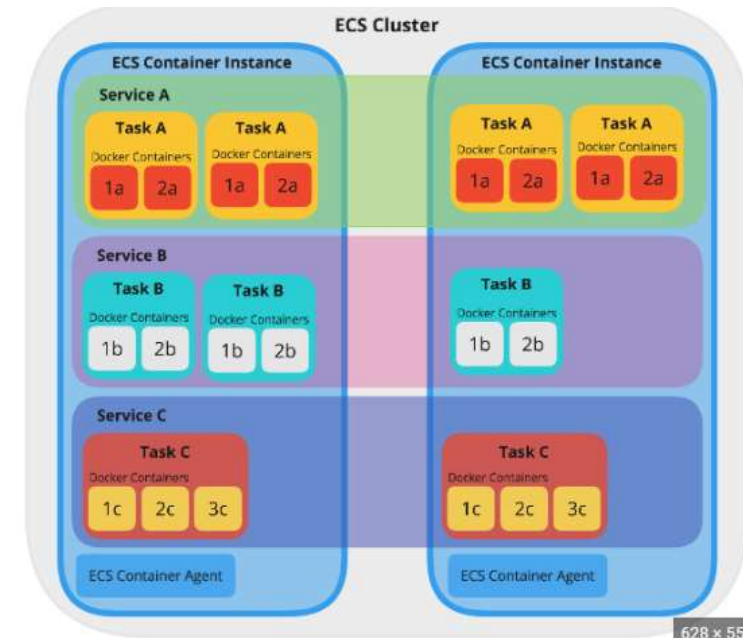 ECS Cluster
ECS Container Instance
Service A
Task A
Docker Containers
1a 2a
Task A
Docker Containers
1a 2a
Service B
Task B
Docker Containers
1b 2b
Task B
Docker Containers
1b 2b
Service C
Task C
Docker Containers
1c 2c 3c
ECS Container Agent
ECS Container Instance
Task A
Docker Containers
1a 2a
Task A
Docker Containers
1a 2a
Task B
Docker Containers
1b 2b
Task C
Docker Containers
1c 2c 3c
ECS Container Agent
628 ×